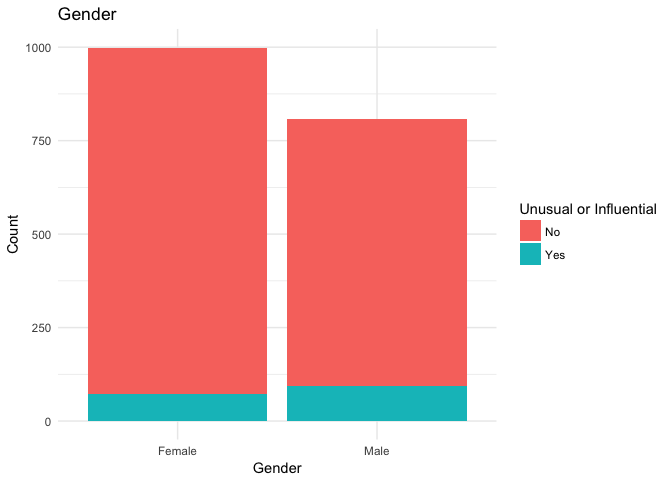 Gender
1000
750
500
250
0
Count
Female
Male
Gender
Unusual or Influential
No
Yes